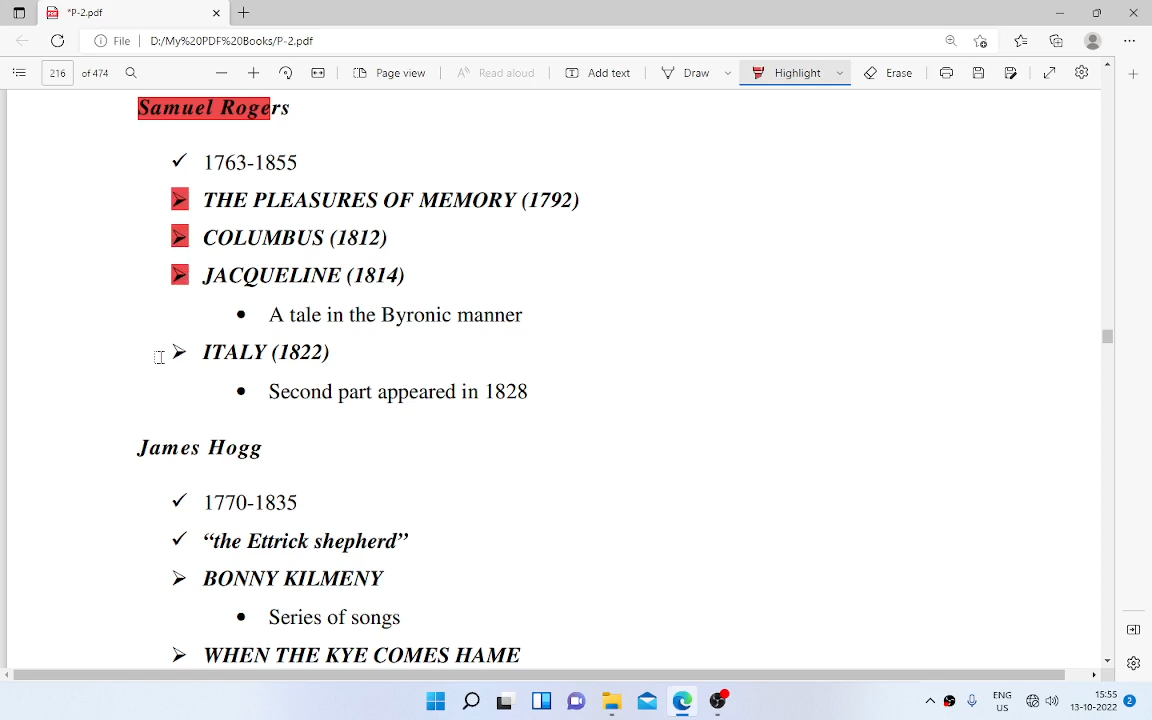 *P-2.pdf
File
D:/My%20PDF%20Books/P-2.pdf
216 of 474
Page view
Read aloud
Add text
Draw
Highlight
Erase
Samuel Rogers
1763-1855
THE PLEASURES OF MEMORY (1792)
COLUMBUS (1812)
JACQUELINE (1814)
A tale in the Byronic manner
ITALY (1822)
Second part appeared in 1828
James Hogg
1770-1835
“the Ettrick shepherd”
BONNY KILMENY
Series of songs
WHEN THE KYE COMES HAME
ENG
US
15:55
13-10-2022
2